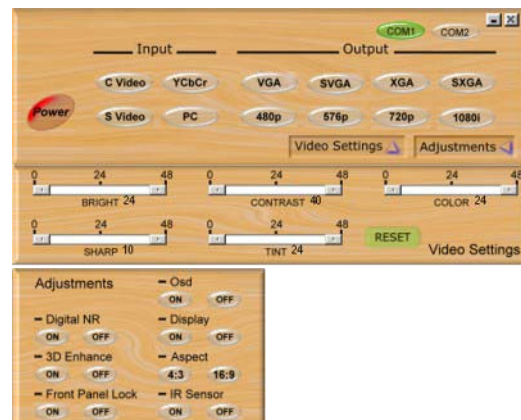 COM1 COM2
Input Output
C Video YCbCr VGA SVGA XGA SXGA
Power
S Video PC 480p 576p 720p 1080i
Video Settings Adjustments
0 24 48 0 24 48 0 24 48
BRIGHT 24 CONTRAST 40 COLOR 24
0 24 48 0 24 48
SHARP 10 TINT 24 RESET Video Settings
Adjustments
Osd
ON OFF
Digital NR Display
ON OFF ON OFF
3D Enhance Aspect
ON OFF 4:3 16:9
Front Panel Lock IR Sensor
ON OFF ON OFF